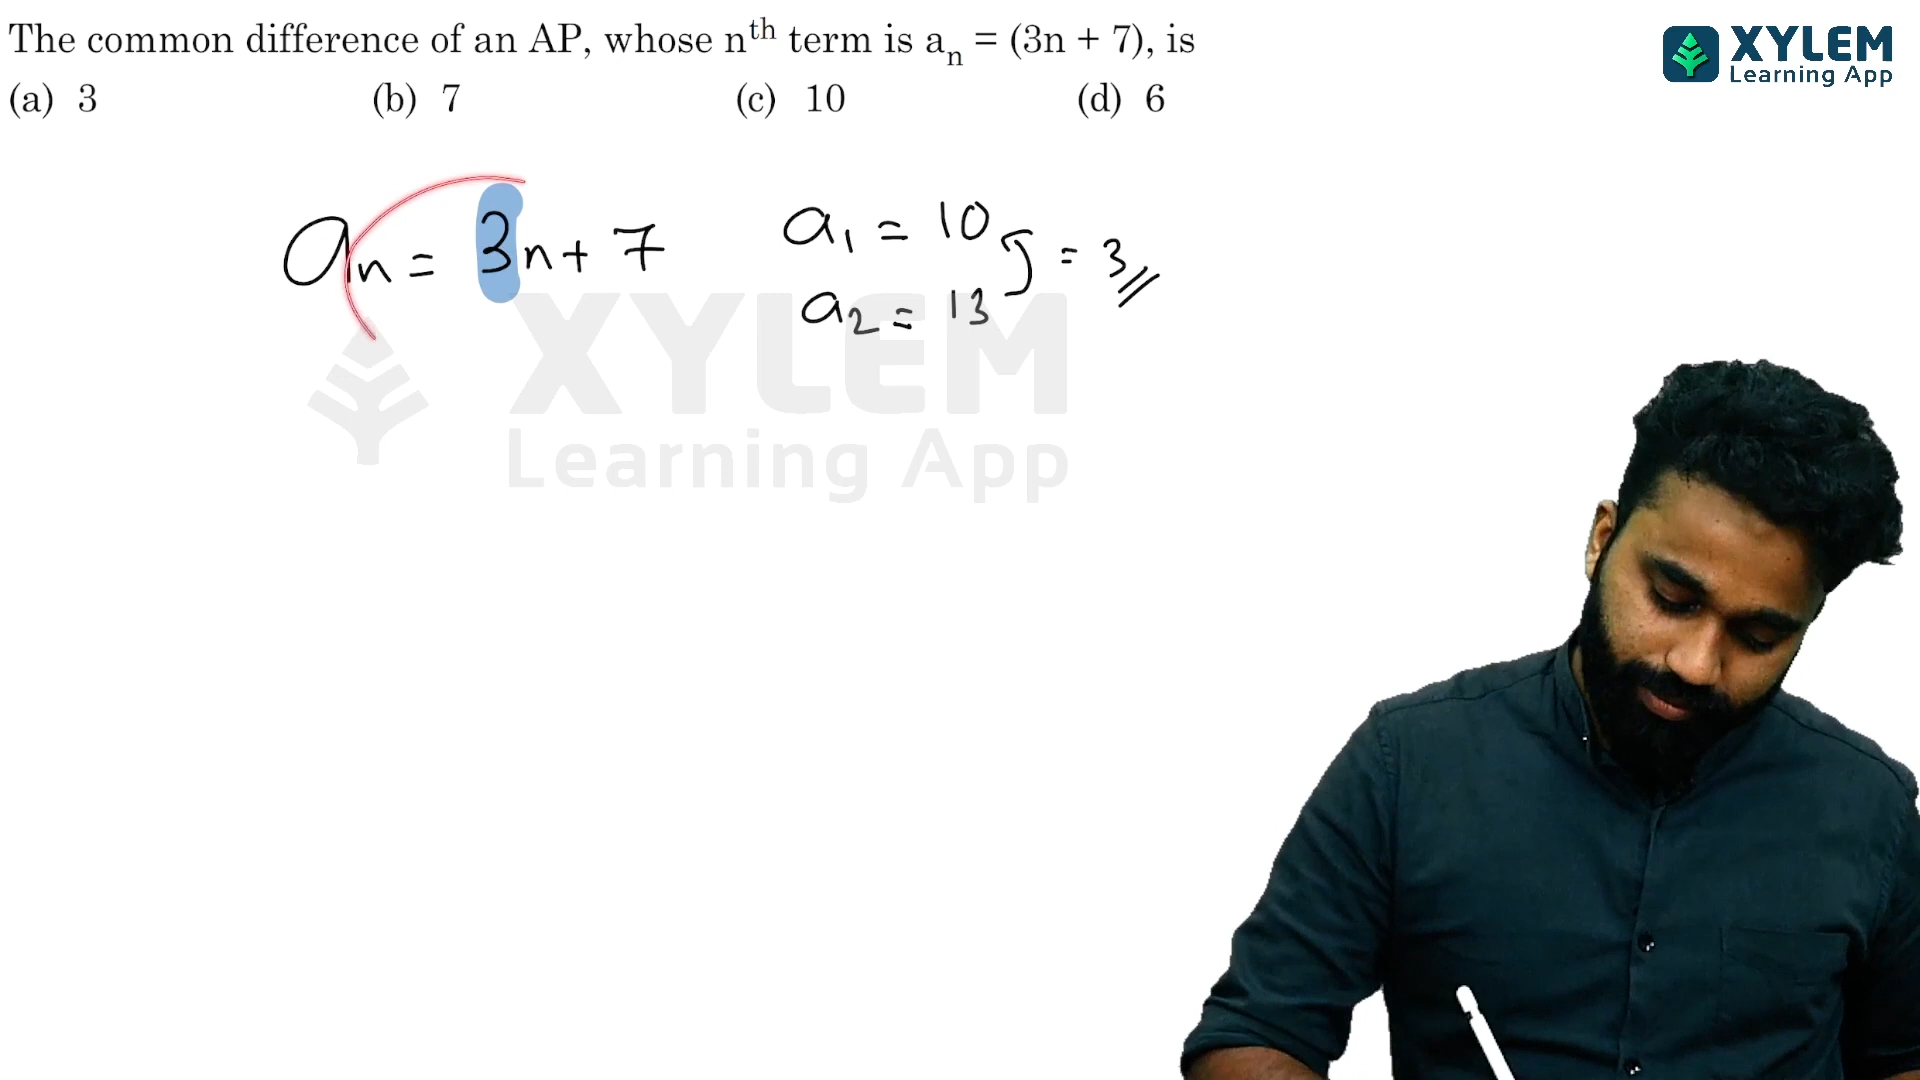 The common difference of an AP, whose nth term is an = (3n + 7), is
(a) 3 (b) 7 (c) 10 (d) 6
XYLEM
Learning App
an = 3n + 7
a1 = 10
= 3
a2 = 13
XYLEM
Learning App